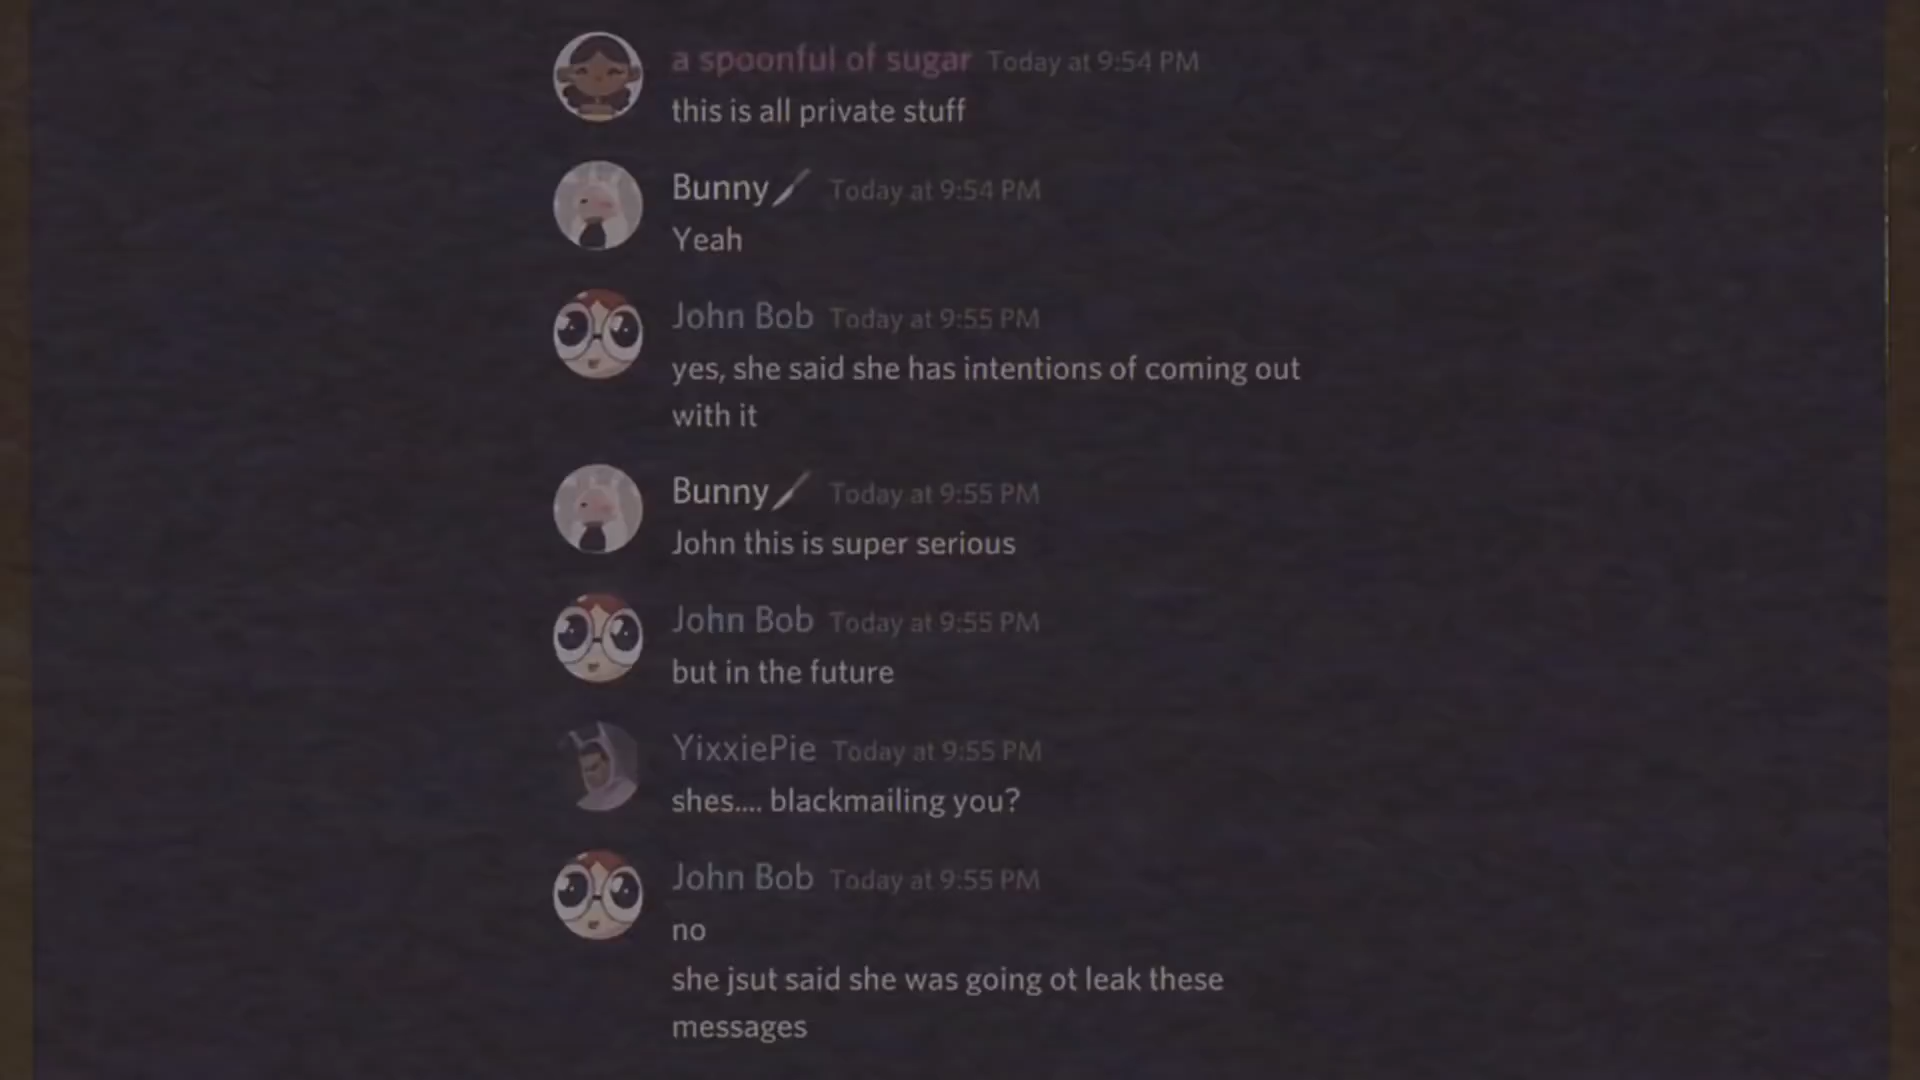 a spoonful of sugar Today at 9:54 PM
this is all private stuff
Bunny Today at 9:54 PM
Yeah
John Bob Today at 9:55 PM
yes, she said she has intentions of coming out
with it
Bunny Today at 9:55 PM
John this is super serious
John Bob Today at 9:55 PM
but in the future
YixxiePie Today at 9:55 PM
shes.... blackmailing you?
John Bob Today at 9:55 PM
no
she jsut said she was going ot leak these
messages